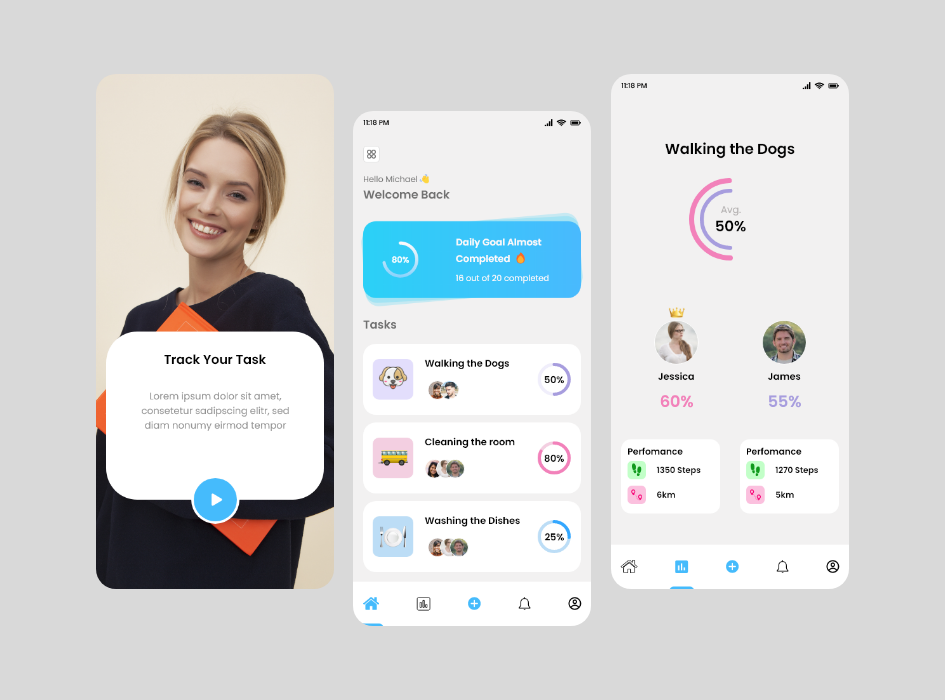 Track Your Task
Lorem ipsum dolor sit amet,
consetetur sadipscing elitr, sed
diam nonumy eirmod tempor
11:18 PM
Hello Michael
Welcome Back
80%
Daily Goal Almost
Completed
16 out of 20 completed
Tasks
Walking the Dogs
50%
Cleaning the room
80%
Washing the Dishes
25%
11:18 PM
Walking the Dogs
Avg.
50%
Jessica
James
60%
55%
Perfomance
Perfomance
1350 Steps
1270 Steps
6km
5km